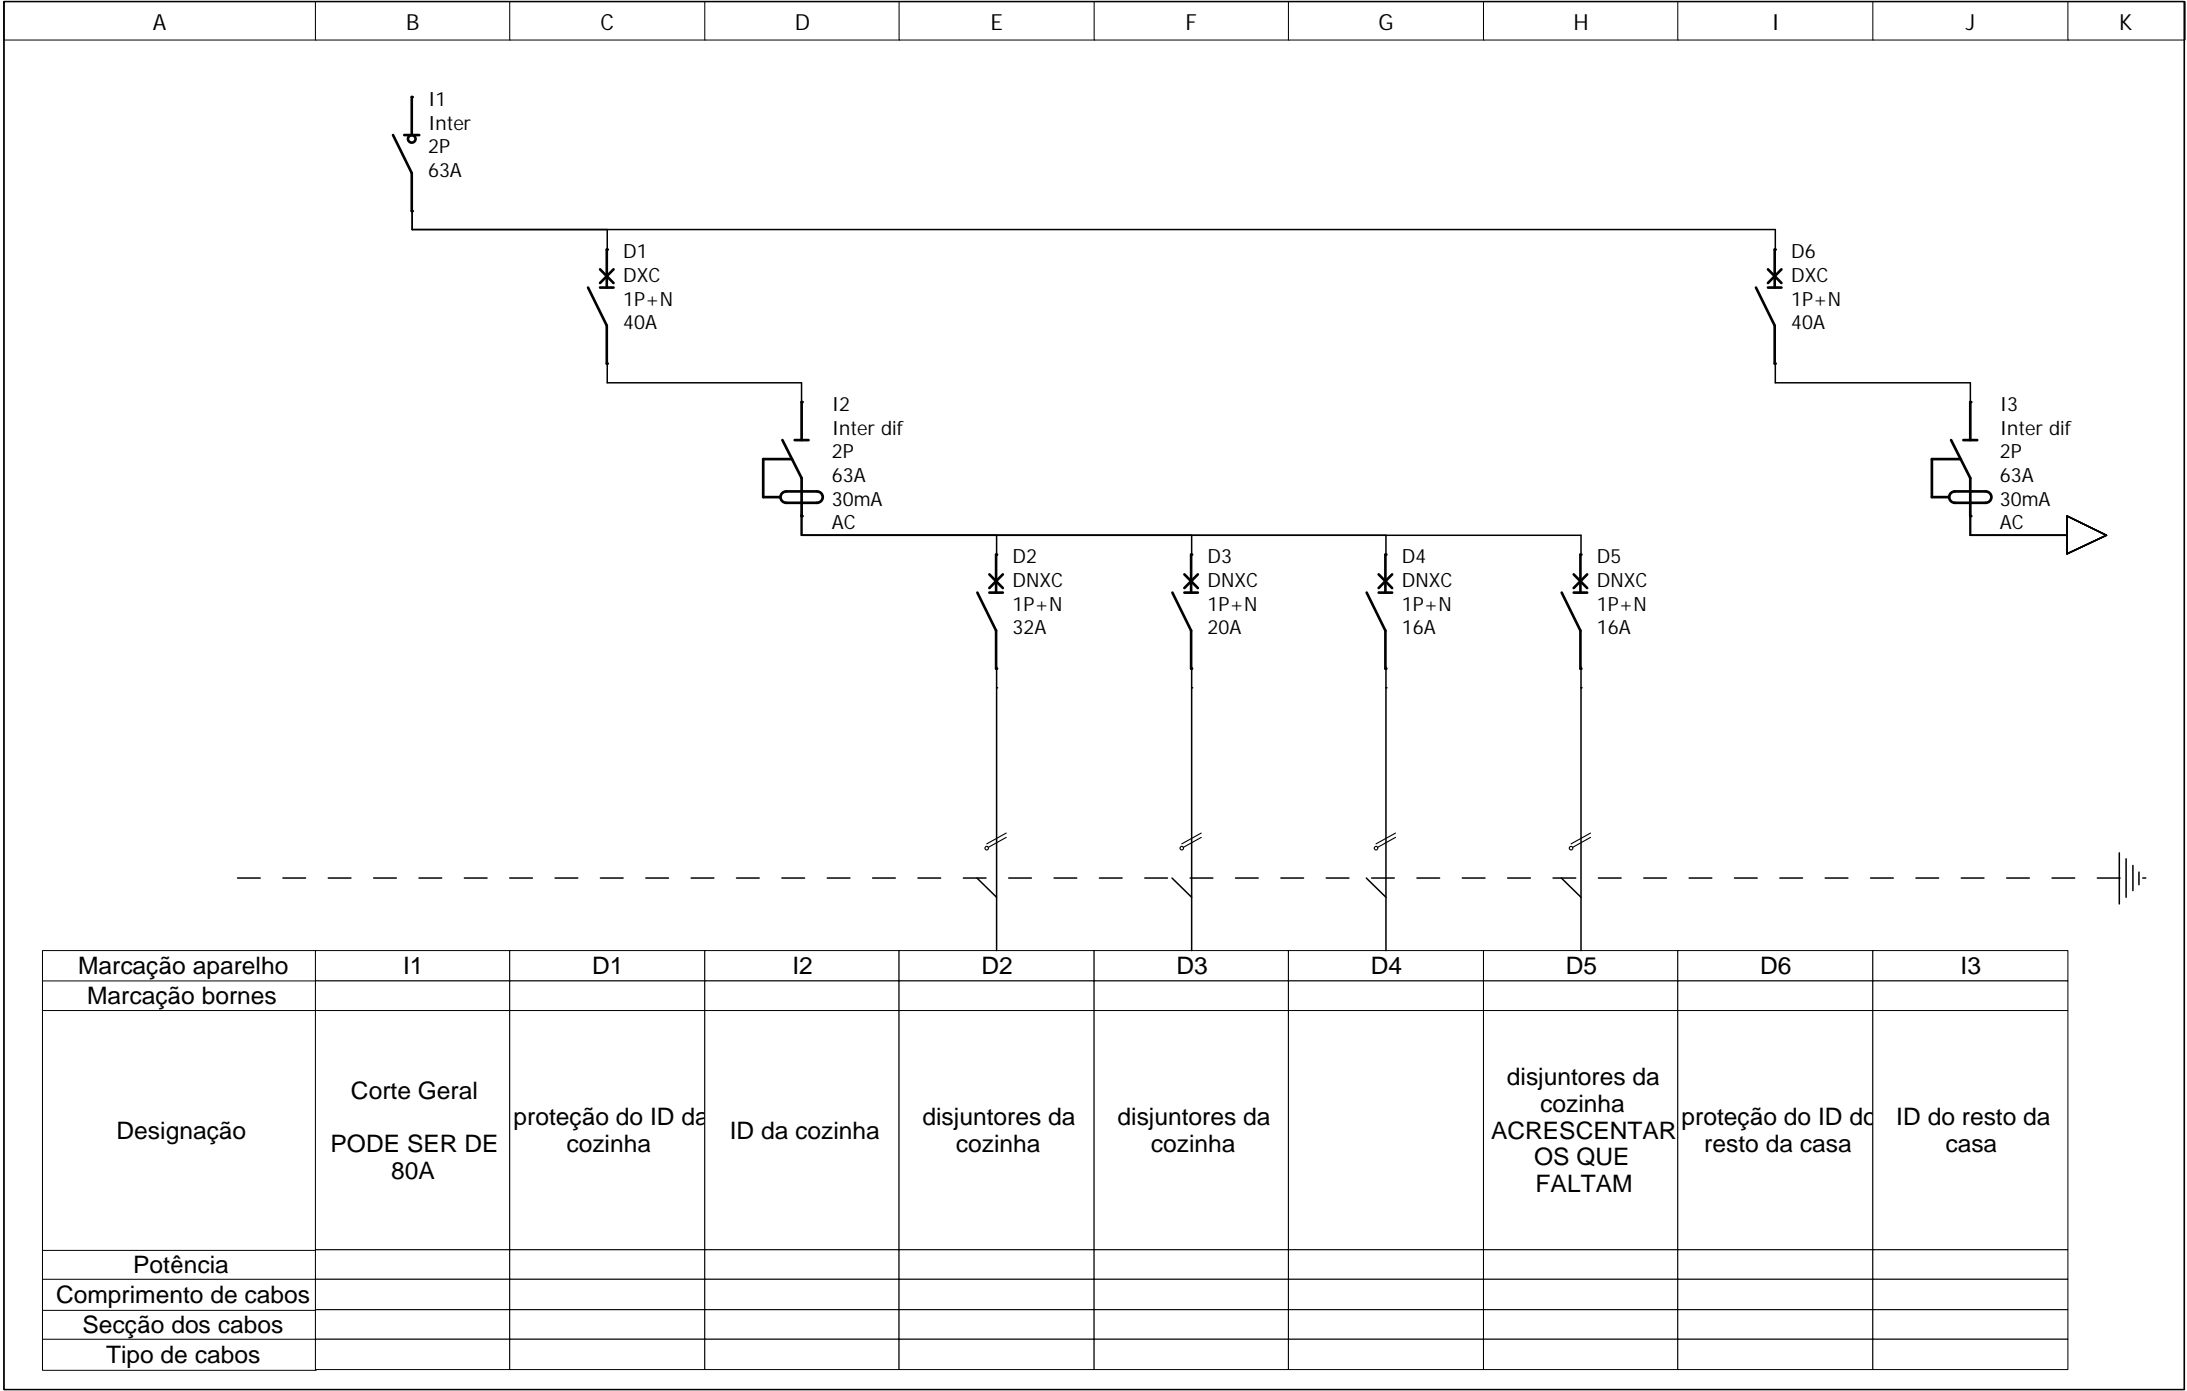 A B C D E F G H I J K
I1
Inter
2P
63A
D1
DXC
1P+N
40A
D6
DXC
1P+N
40A
I2
Inter dif
2P
63A
30mA
AC
I3
Inter dif
2P
63A
30mA
AC
D2
DNXC
1P+N
32A
D3
DNXC
1P+N
20A
D4
DNXC
1P+N
16A
D5
DNXC
1P+N
16A
Marcação aparelho I1 D1 I2 D2 D3 D4 D5 D6 I3
Marcação bornes
Designação
Corte Geral
PODE SER DE
80A
proteção do ID da
cozinha
ID da cozinha
disjuntores da
cozinha
disjuntores da
cozinha
disjuntores da
cozinha
ACRESCENTAR
OS QUE
FALTAM
proteção do ID do
resto da casa
ID do resto da
casa
Potência
Comprimento de cabos
Secção dos cabos
Tipo de cabos